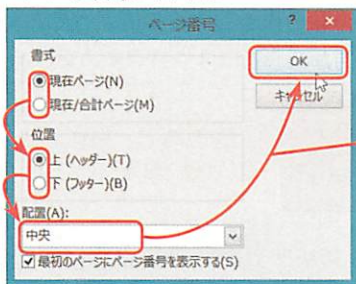 ページ番号
書式
現在ページ(N)
現在/合計ページ(M)
位置
上 (ヘッダー)(T)
下 (フッター)(B)
配置(A):
中央
最初のページにページ番号を表示する(S)
OK
キャンセル